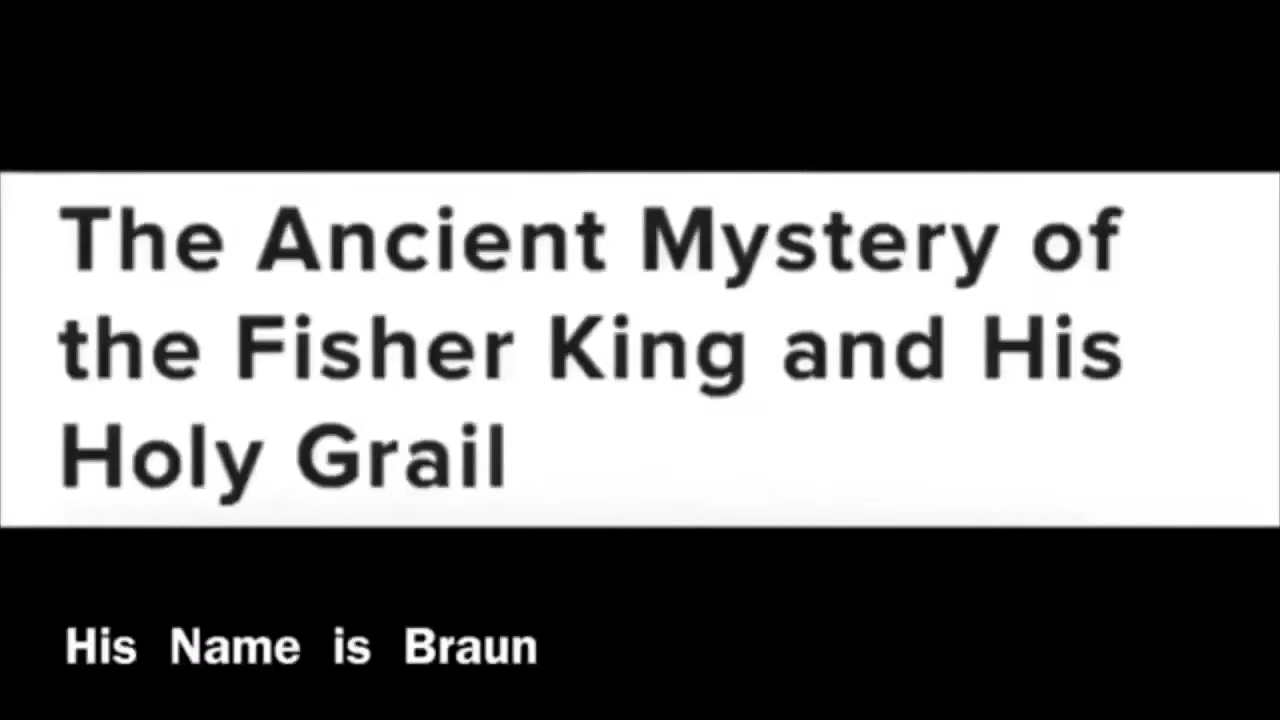 The Ancient Mystery of
the Fisher King and His
Holy Grail
His Name is Braun